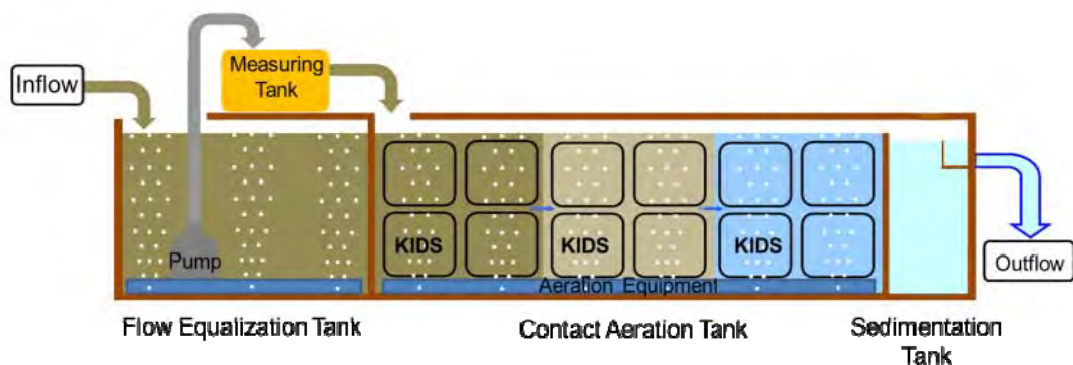 Inflow
Measuring
Tank
Pump
KIDS
KIDS
KIDS
Aeration Equipment
Outflow
Flow Equalization Tank
Contact Aeration Tank
Sedimentation
Tank